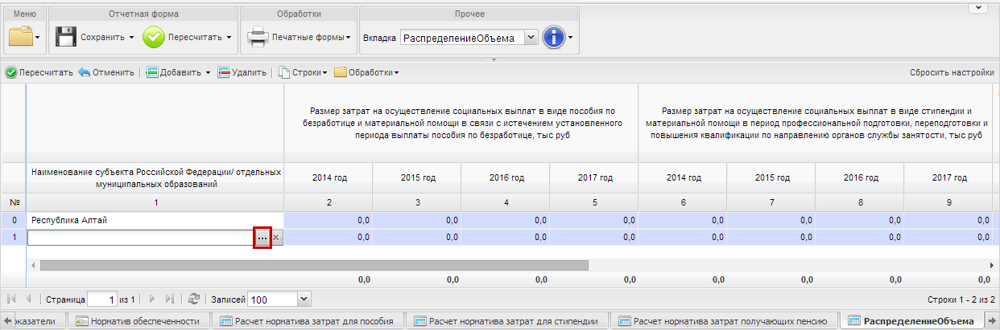 Меню
Отчетная форма
Обработки
Прочее
Сохранить
Пересчитать
Печатные формы
Вкладка
РаспределениеОбъема
Пересчитать
Отменить
Добавить
Удалить
Строки
Обработки
Сбросить настройки
Размер затрат на осуществление социальных выплат в виде пособия по
безработице и материальной помощи в связи с истечением установленного
периода выплаты пособия по безработице, тыс руб
Размер затрат на осуществление социальных выплат в виде стипендии и
материальной помощи в период профессиональной подготовки, переподготовки и
повышения квалификации по направлению органов службы занятости, тыс руб
Наименование субъекта Российской Федерации/ отдельных
муниципальных образований
2014 год 2015 год 2016 год 2017 год 2014 год 2015 год 2016 год 2017 год
№ 1 2 3 4 5 6 7 8 9
0 Республика Алтай 0,0 0,0 0,0 0,0 0,0 0,0 0,0 0,0
1 ... 0,0 0,0 0,0 0,0 0,0 0,0 0,0 0,0
0,0 0,0 0,0 0,0 0,0 0,0 0,0 0,0
Страница 1 из 1 Записей 100 Строки 1 - 2 из 2
оказатели
Норматив обеспеченности
Расчет норматива затрат для пособия
Расчет норматива затрат для стипендии
Расчет норматива затрат получающих пенсию
РаспределениеОбъема